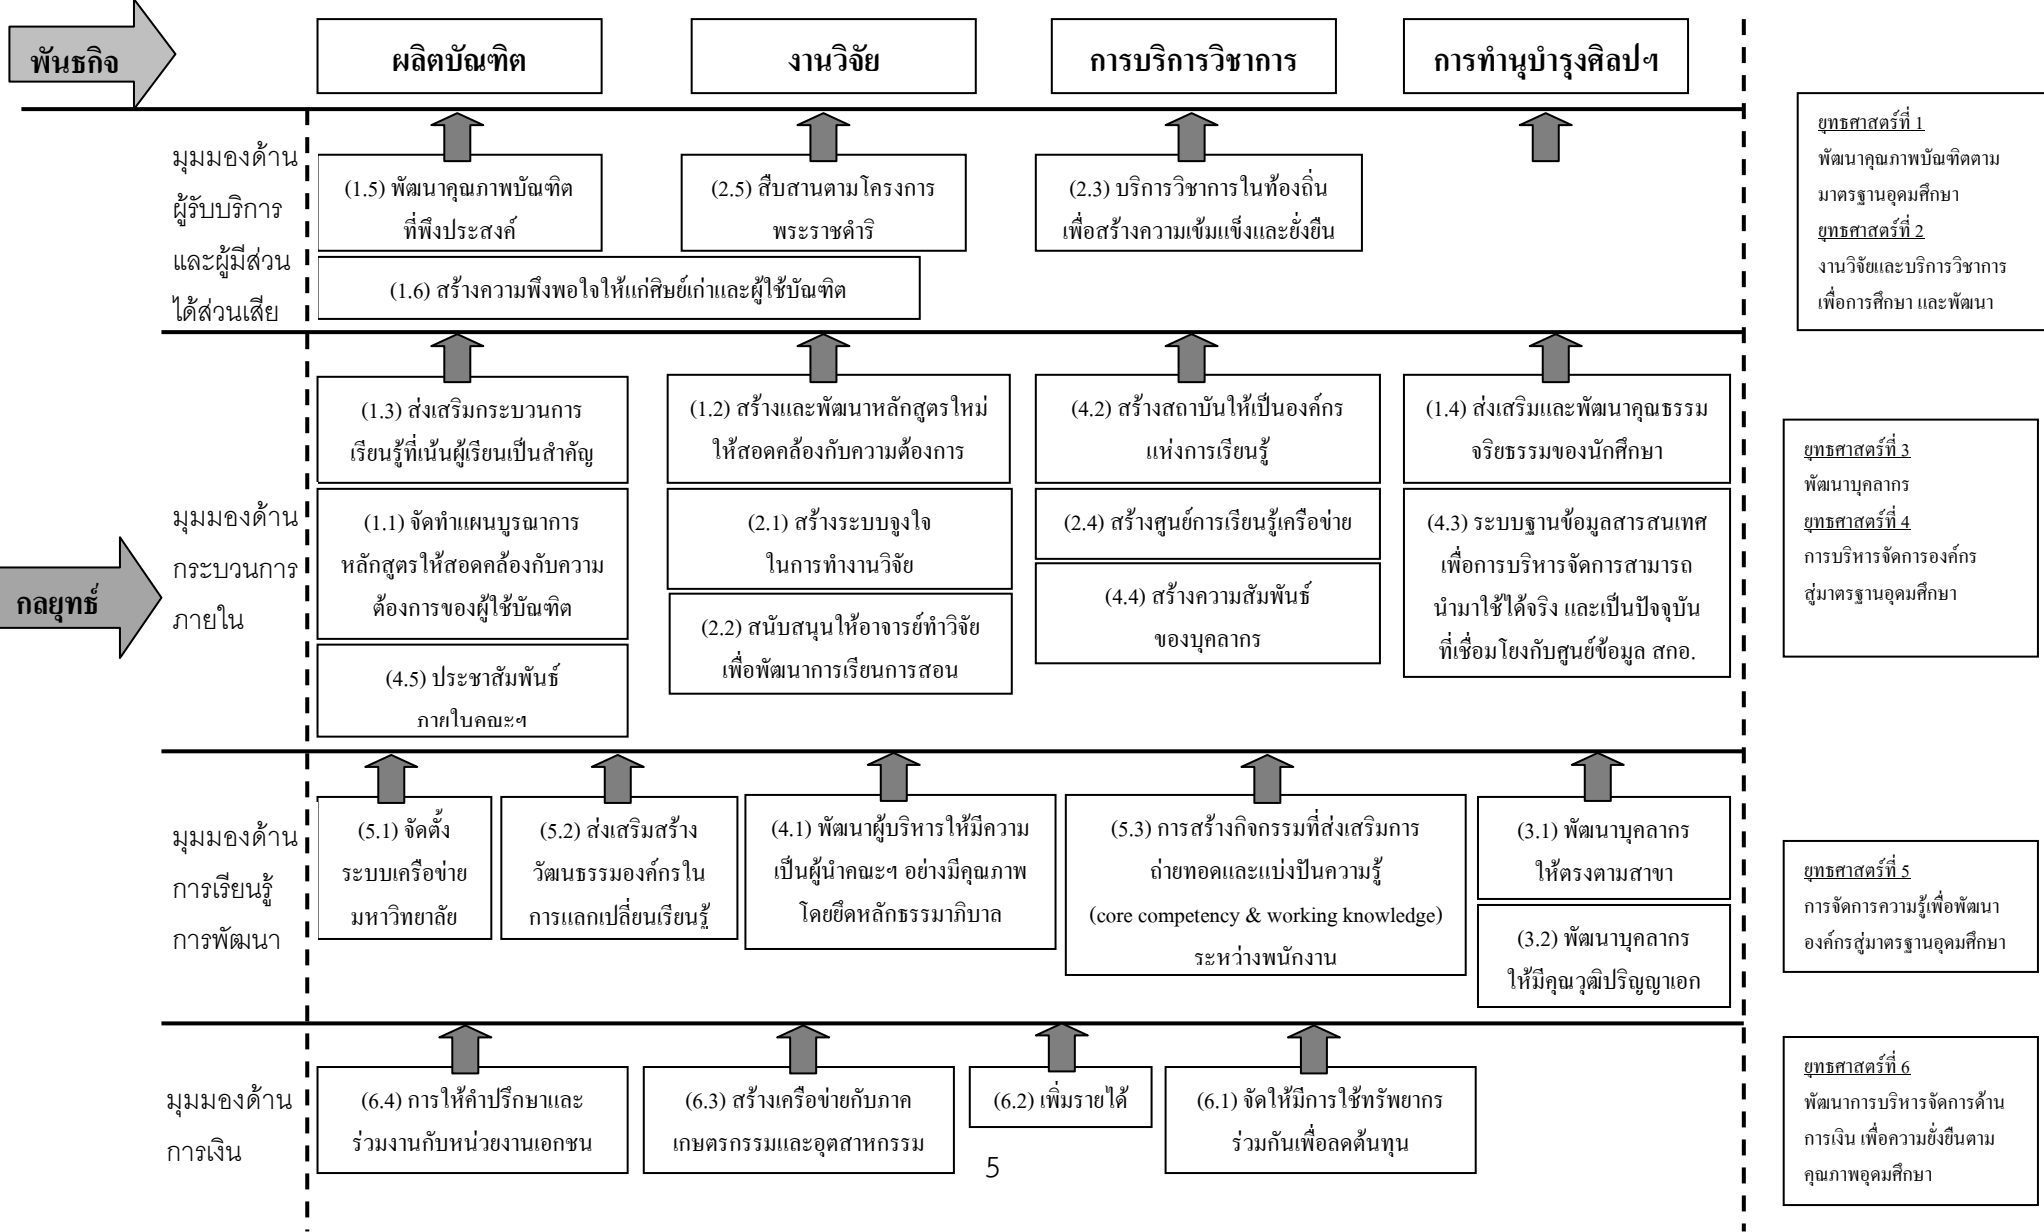 พันธกิจ
ผลิตบัณฑิต
งานวิจัย
การบริการวิชาการ
การทำนุบำรุงศิลปฯ
มุมมองด้าน
ผู้รับบริการ
และผู้มีส่วน
ได้ส่วนเสีย
(1.5) พัฒนาคุณภาพบัณฑิต
ที่พึงประสงค์
(2.5) สืบสานตามโครงการ
พระราชดำริ
(2.3) บริการวิชาการในท้องถิ่น
เพื่อสร้างความเข้มแข็งและยั่งยืน
(1.6) สร้างความพึงพอใจให้แก่ศิษย์เก่าและผู้ใช้บัณฑิต
ยุทธศาสตร์ที่ 1
พัฒนาคุณภาพบัณฑิตตาม
มาตรฐานอุดมศึกษา
ยุทธศาสตร์ที่ 2
งานวิจัยและบริการวิชาการ
เพื่อการศึกษา และพัฒนา
กลยุทธ์
มุมมองด้าน
กระบวนการ
ภายใน
(1.3) ส่งเสริมกระบวนการ
เรียนรู้ที่เน้นผู้เรียนเป็นสำคัญ
(1.1) จัดทำแผนบูรณาการ
หลักสูตรให้สอดคล้องกับความ
ต้องการของผู้ใช้บัณฑิต
(4.5) ประชาสัมพันธ์
ภายในคณะฯ
(1.2) สร้างและพัฒนาหลักสูตรใหม่
ให้สอดคล้องกับความต้องการ
(2.1) สร้างระบบจูงใจ
ในการทำงานวิจัย
(2.2) สนับสนุนให้อาจารย์ทำวิจัย
เพื่อพัฒนาการเรียนการสอน
(4.2) สร้างสถาบันให้เป็นองค์กร
แห่งการเรียนรู้
(2.4) สร้างศูนย์การเรียนรู้เครือข่าย
(4.4) สร้างความสัมพันธ์
ของบุคลากร
(1.4) ส่งเสริมและพัฒนาคุณธรรม
จริยธรรมของนักศึกษา
(4.3) ระบบฐานข้อมูลสารสนเทศ
เพื่อการบริหารจัดการสามารถ
นำมาใช้ได้จริง และเป็นปัจจุบัน
ที่เชื่อมโยงกับศูนย์ข้อมูล สกอ.
ยุทธศาสตร์ที่ 3
พัฒนาบุคลากร
ยุทธศาสตร์ที่ 4
การบริหารจัดการองค์กร
สู่มาตรฐานอุดมศึกษา
มุมมองด้าน
การเรียนรู้
การพัฒนา
(5.1) จัดตั้ง
ระบบเครือข่าย
มหาวิทยาลัย
(5.2) ส่งเสริมสร้าง
วัฒนธรรมองค์กรใน
การแลกเปลี่ยนเรียนรู้
(4.1) พัฒนาผู้บริหารให้มีความ
เป็นผู้นำคณะฯ อย่างมีคุณภาพ
โดยยึดหลักธรรมาภิบาล
(5.3) การสร้างกิจกรรมที่ส่งเสริมการ
ถ่ายทอดและแบ่งปันความรู้
(core competency & working knowledge)
ระหว่างพนักงาน
(3.1) พัฒนาบุคลากร
ให้ตรงตามสาขา
(3.2) พัฒนาบุคลากร
ให้มีคุณวุฒิปริญญาเอก
ยุทธศาสตร์ที่ 5
การจัดการความรู้เพื่อพัฒนา
องค์กรสู่มาตรฐานอุดมศึกษา
มุมมองด้าน
การเงิน
(6.4) การให้คำปรึกษาและ
ร่วมงานกับหน่วยงานเอกชน
(6.3) สร้างเครือข่ายกับภาค
เกษตรกรรมและอุตสาหกรรม
(6.2) เพิ่มรายได้
(6.1) จัดให้มีการใช้ทรัพยากร
ร่วมกันเพื่อลดต้นทุน
ยุทธศาสตร์ที่ 6
พัฒนาการบริหารจัดการด้าน
การเงิน เพื่อความยั่งยืนตาม
คุณภาพอุดมศึกษา
5